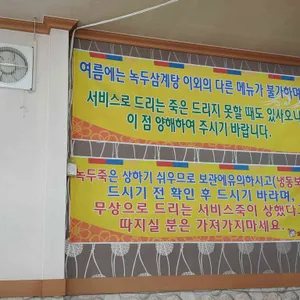 여름에는 녹두삼계탕 이외의 다른 메뉴가 불가하며
서비스로 드리는 죽은 드리지 못할 때도 있사오니
이 점 양해하여 주시기 바랍니다.
녹두죽은 상하기 쉬우므로 보관에유의하시고(냉동보
드시기 전 확인 후 드시기 바라며,
무상으로 드리는 서비스죽이 상했다고
따지실 분은 가져가지마세요.